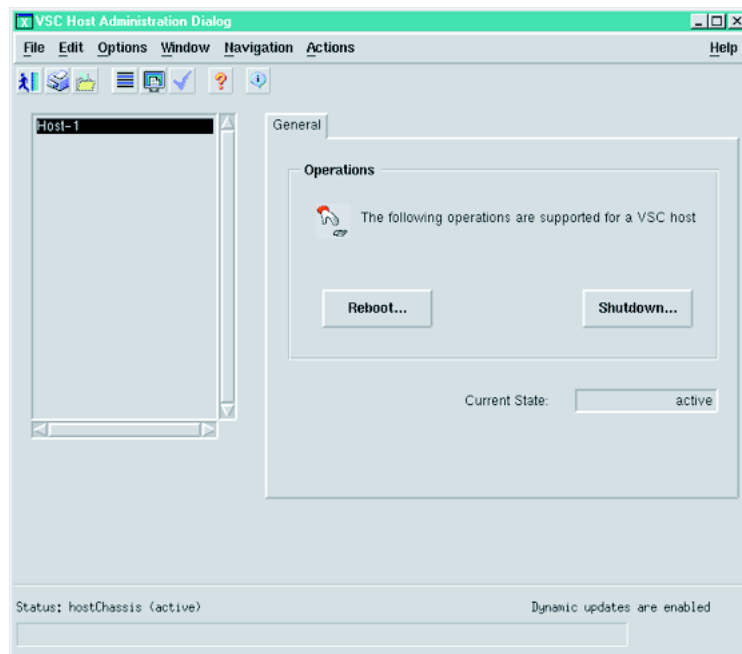 VSC Host Administration Dialog
File Edit Options Window Navigation Actions Help
Host-1
General
Operations
The following operations are supported for a VSC host
Reboot... Shutdown...
Current State: active
Status: hostChassis (active) Dynamic updates are enabled